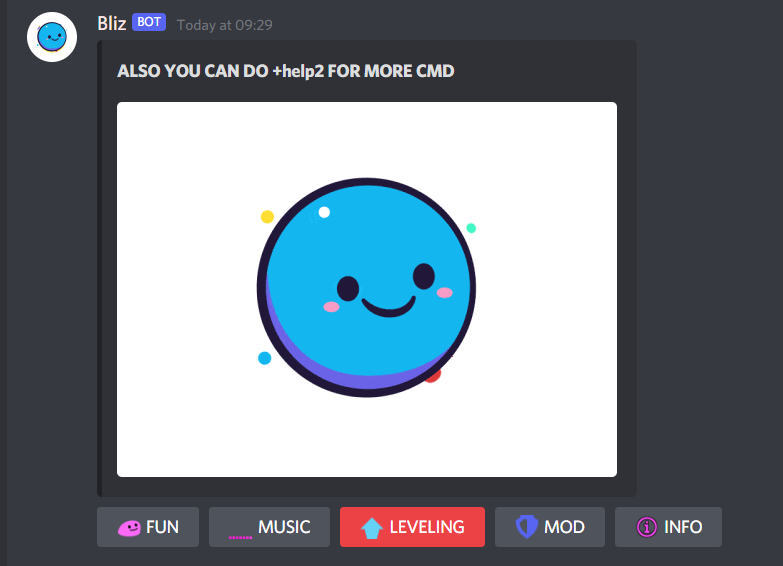 Bliz BOT Today at 09:29
ALSO YOU CAN DO +help2 FOR MORE CMD
FUN MUSIC LEVELING MOD INFO